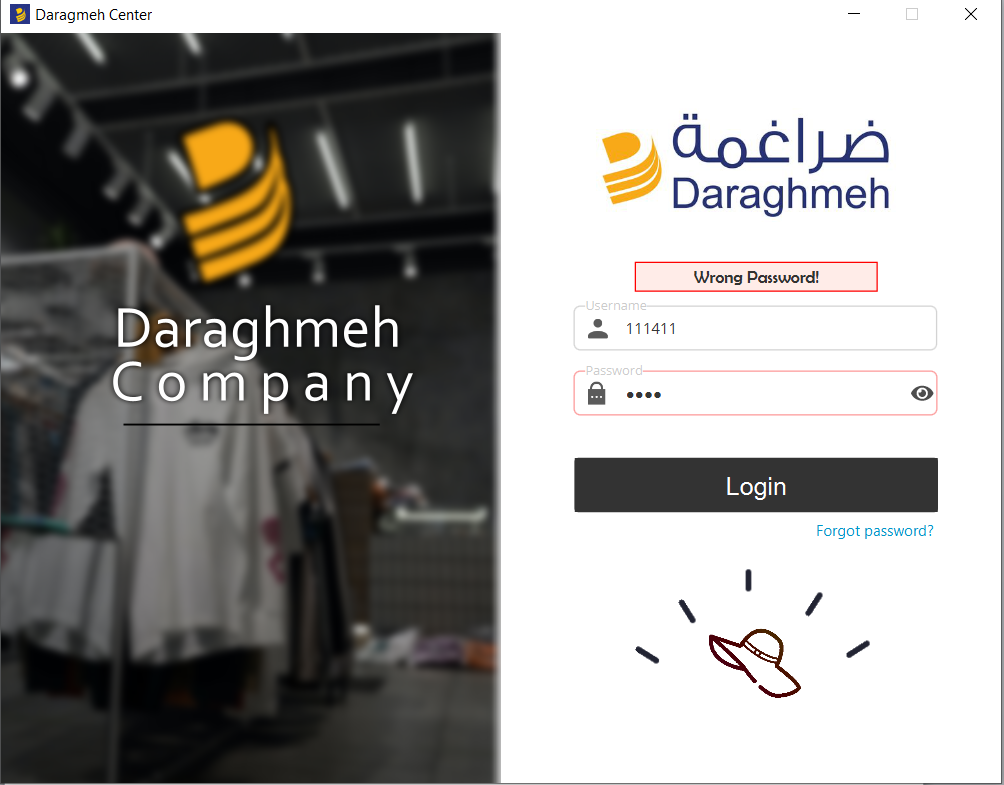 Daragmeh Center
Daraghmeh
Company
ضراغمة
Daraghmeh
Wrong Password!
Username
111411
Password
••••
Login
Forgot password?